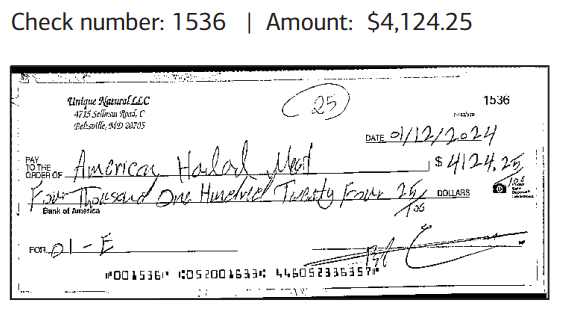 Check number: 1536 | Amount: $4,124.25
Unique Natural LLC
4715 Sellman Road, C
Beltsville, MD 20705
25
1536
DATE 01/12/2024
PAY TO THE ORDER OF American Halal Meat $ 4124.25/100
Four Thousand One Hundred Twenty Four 25/100 DOLLARS
Bank of America
FOR 01-E
⑈001536⑈ ⑆052001633⑆ 446052336357⑈